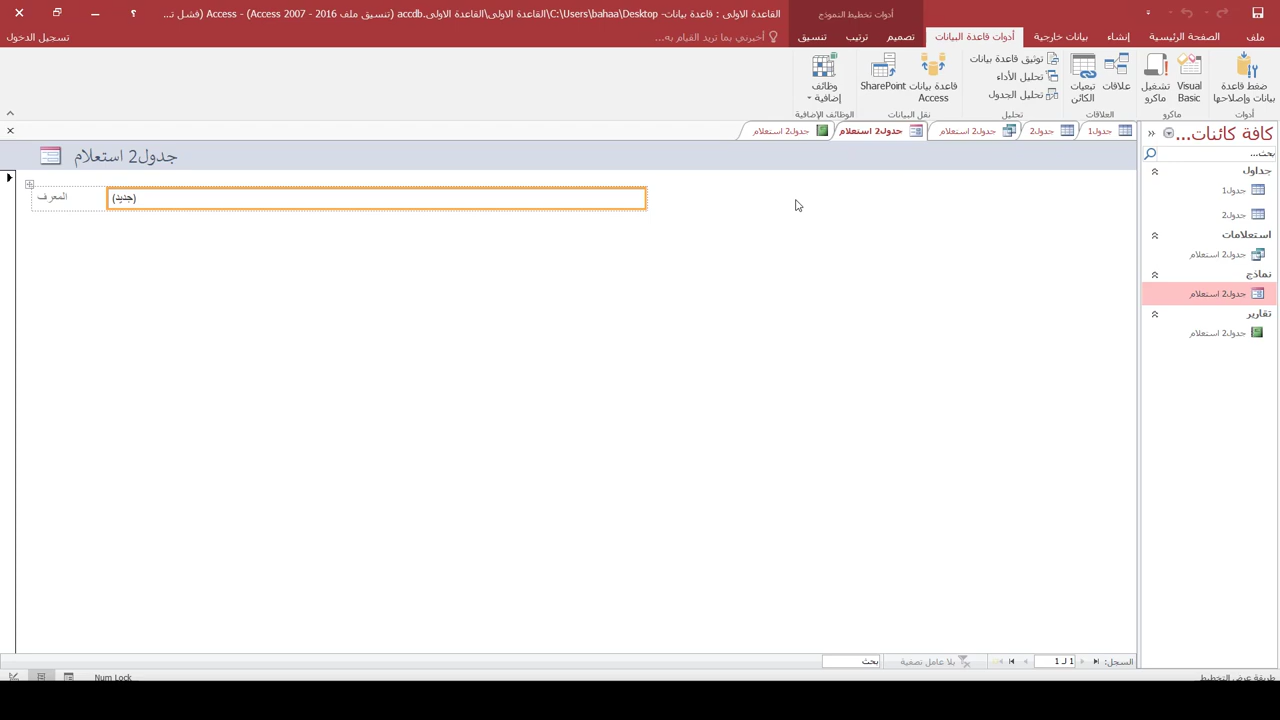 القاعدة الاولى : قاعدة بيانات- C:\Users\bahaa\Desktop\القاعدة الاولى\القاعدة الاولى.accdb (تنسيق ملف Access 2007 - 2016) - Access (فشل ت...
أدوات تخطيط النموذج
ملف
الصفحة الرئيسية
إنشاء
بيانات خارجية
أدوات قاعدة البيانات
تصميم
ترتيب
تنسيق
أخبرني بما تريد القيام به...
تسجيل الدخول
ضغط قاعدة بيانات وإصلاحها
أدوات
Visual Basic
تشغيل ماكرو
ماكرو
علاقات
تبعيات الكائن
العلاقات
توثيق قاعدة بيانات
تحليل الأداء
تحليل الجدول
تحليل
قاعدة بيانات Access
SharePoint
نقل البيانات
وظائف إضافية
الوظائف الإضافية
كافة كائنات...
بحث...
جداول
جدول1
جدول2
استعلامات
جدول2 استعلام
نماذج
جدول2 استعلام
تقارير
جدول2 استعلام
جدول1
جدول2
جدول2 استعلام
جدول2 استعلام
جدول2 استعلام
جدول2 استعلام
المعرف
(جديد)
السجل:
1 لـ 1
بلا عامل تصفية
بحث
طريقة عرض التخطيط
Num Lock